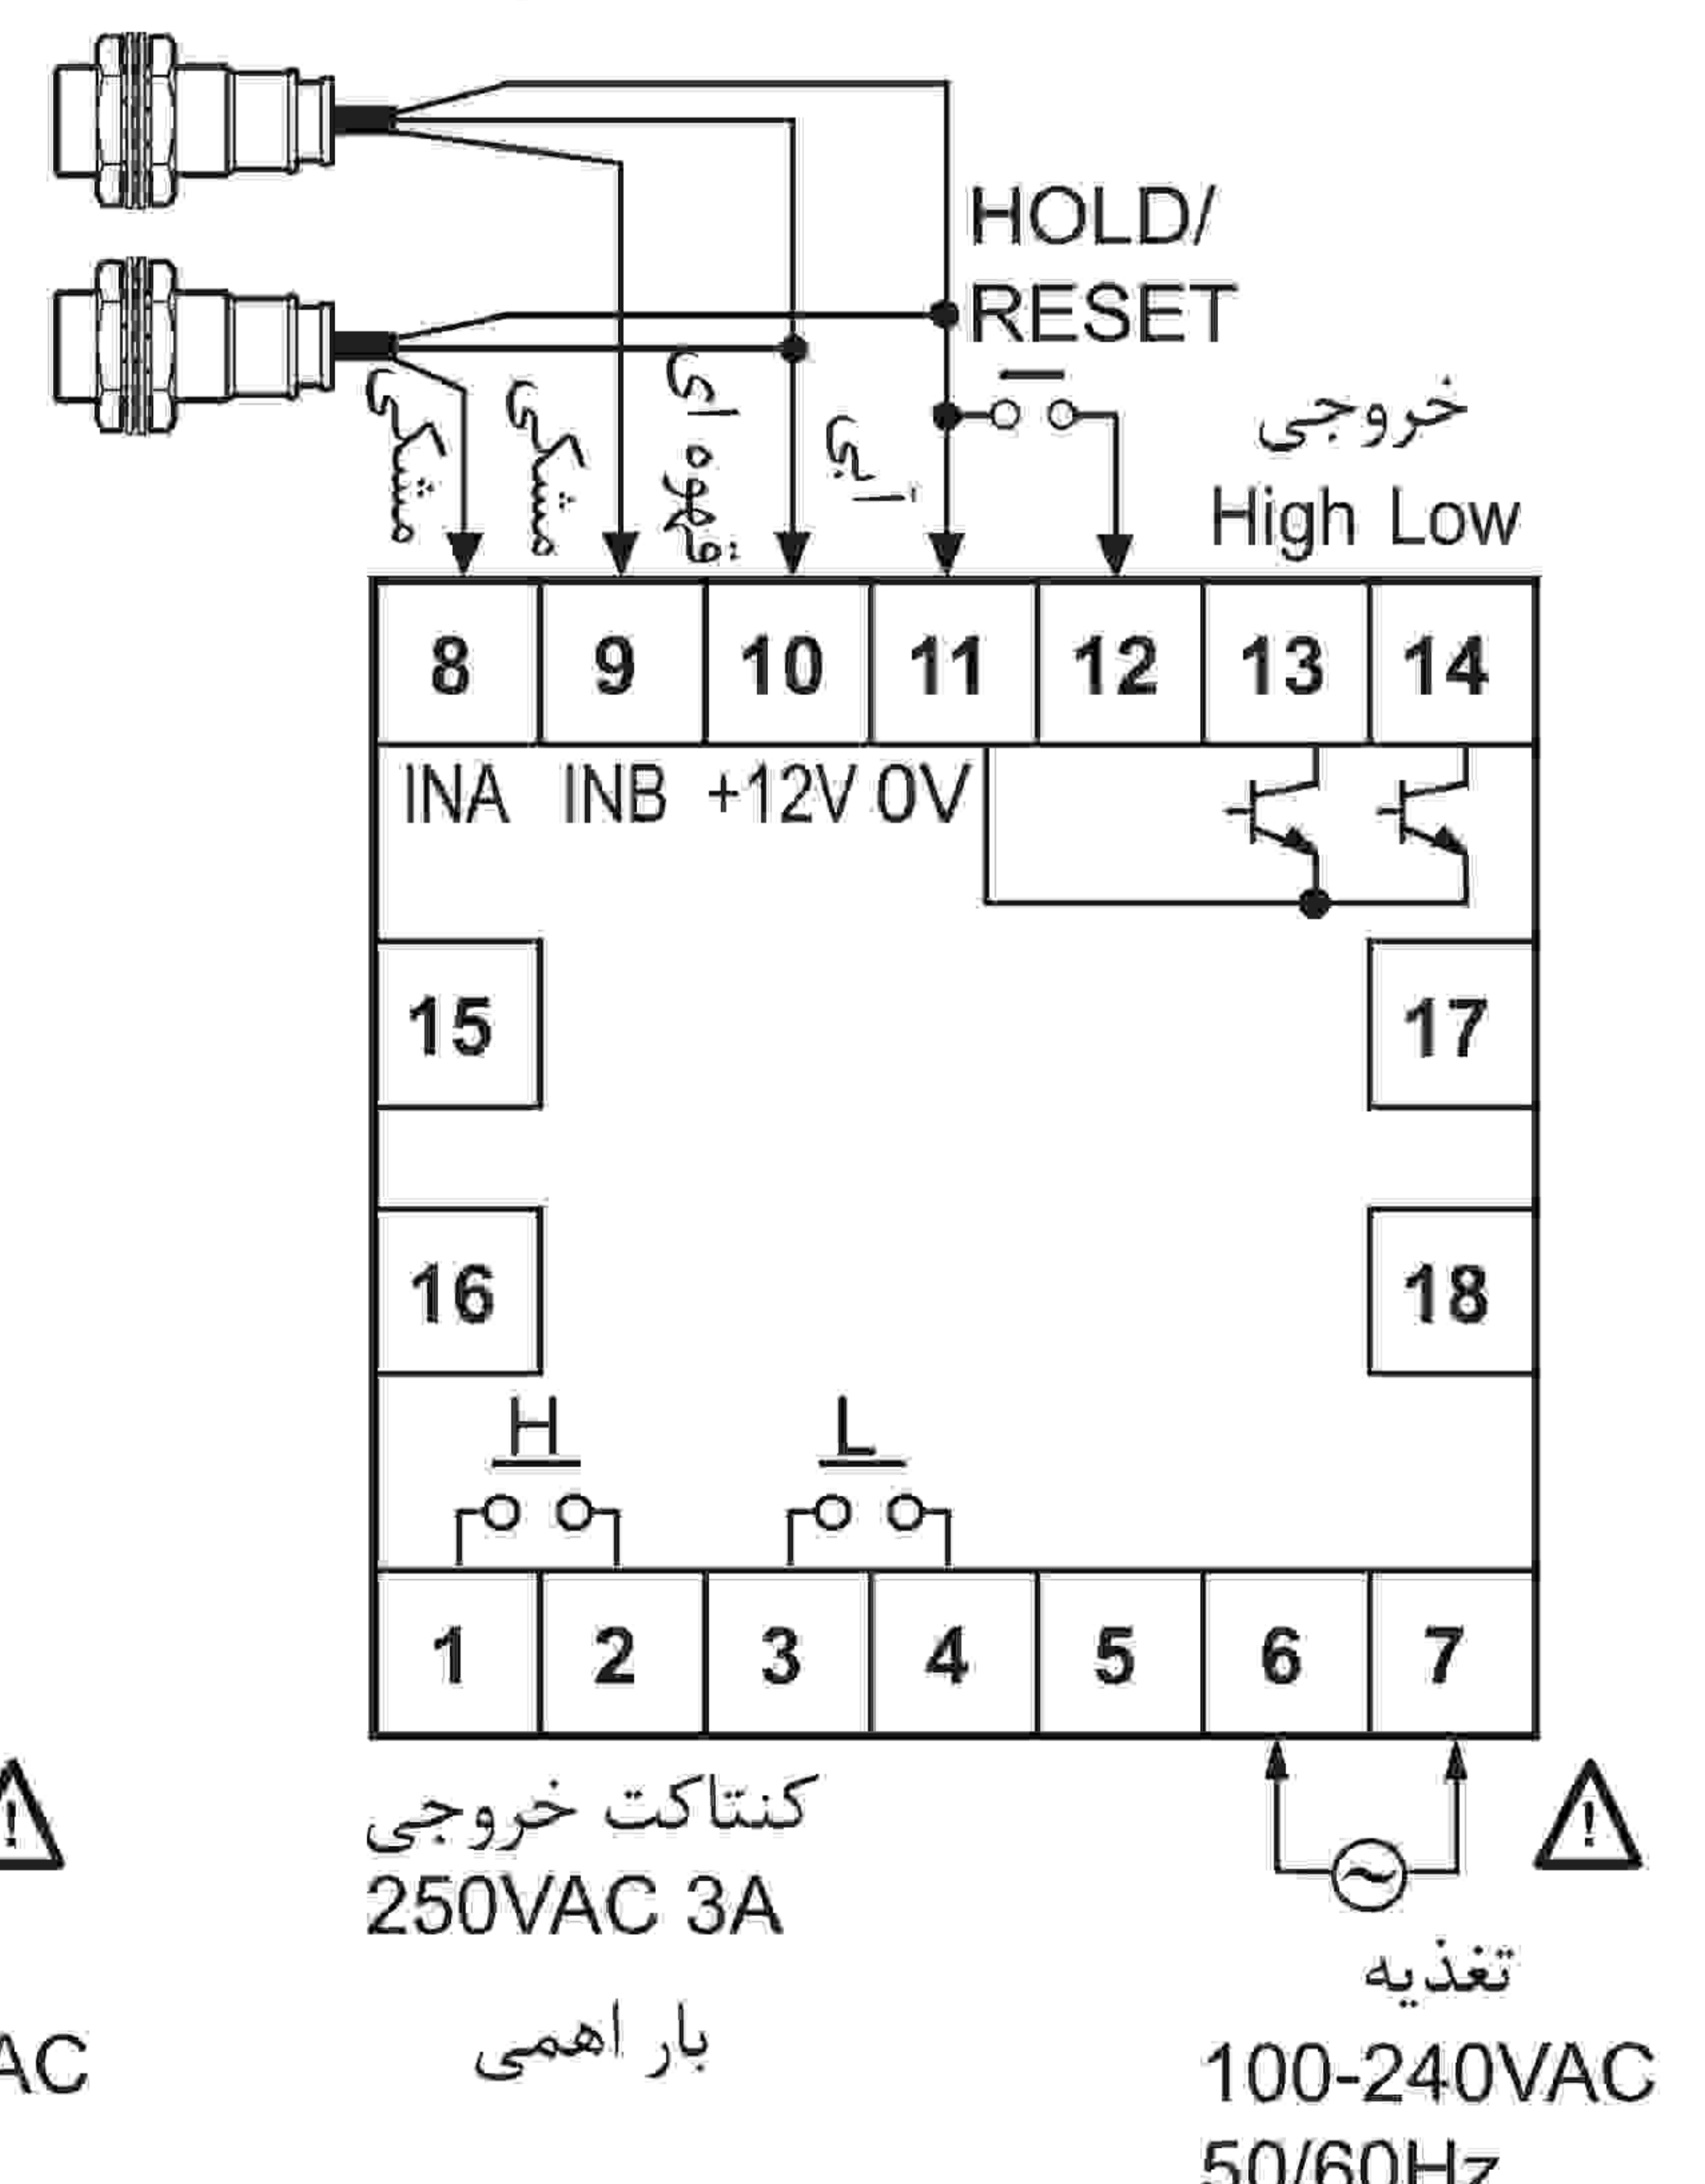 HOLD/
RESET
مشکی
مشکی
قهوه ای
آبی
خروجی
High Low
8 9 10 11 12 13 14
INA INB +12V 0V
15 17
16 18
H L
1 2 3 4 5 6 7
!
!
کنتاکت خروجی
250VAC 3A
تغذیه
بار اهمی
AC
100-240VAC
50/60Hz